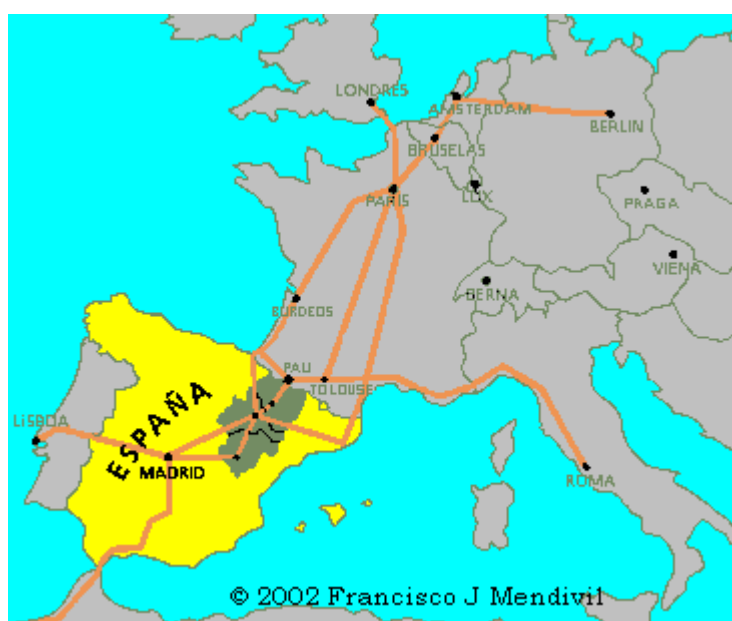 LONDRES
AMSTERDAM
BERLIN
BRUSELAS
PARIS
LUX
PRAGA
VIENA
BERNA
BURDEOS
PAU
TOLOUSE
ESPAÑA
LiSBOA
MADRID
ROMA
© 2002 Francisco J Mendivil